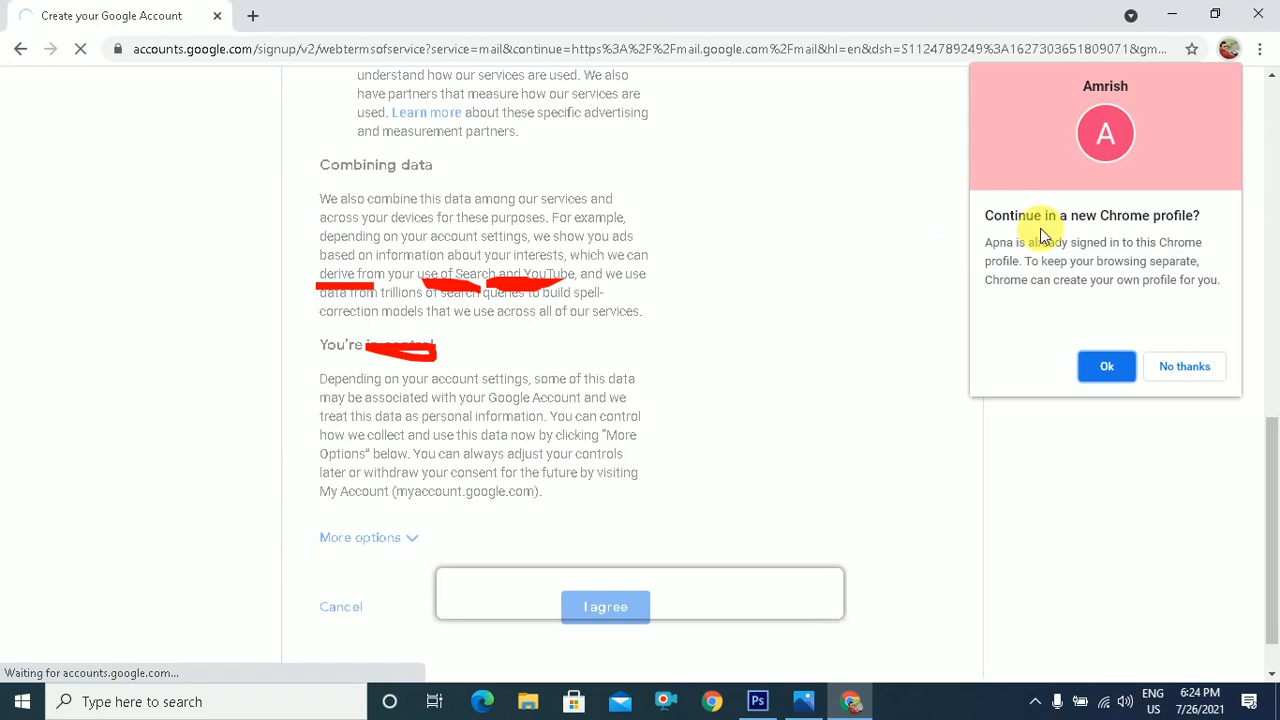 Create your Google Account
accounts.google.com/signup/v2/webtermsofservice?service=mail&continue=https%3A%2F%2Fmail.google.com%2Fmail&hl=en&dsh=S1124789249%3A1627303651809071&gm...
understand how our services are used. We also
have partners that measure how our services are
used. Learn more about these specific advertising
and measurement partners.
Combining data
We also combine this data among our services and
across your devices for these purposes. For example,
depending on your account settings, we show you ads
based on information about your interests, which we can
derive from your use of Search and YouTube, and we use
data from trillions of search queries to build spell-
correction models that we use across all of our services.
You're in control
Depending on your account settings, some of this data
may be associated with your Google Account and we
treat this data as personal information. You can control
how we collect and use this data now by clicking "More
Options" below. You can always adjust your controls
later or withdraw your consent for the future by visiting
My Account (myaccount.google.com).
More options
Cancel
I agree
Amrish
A
Continue in a new Chrome profile?
Apna is already signed in to this Chrome
profile. To keep your browsing separate,
Chrome can create your own profile for you.
Ok
No thanks
Waiting for accounts.google.com...
Type here to search
Ps
ENG
US
6:24 PM
7/26/2021